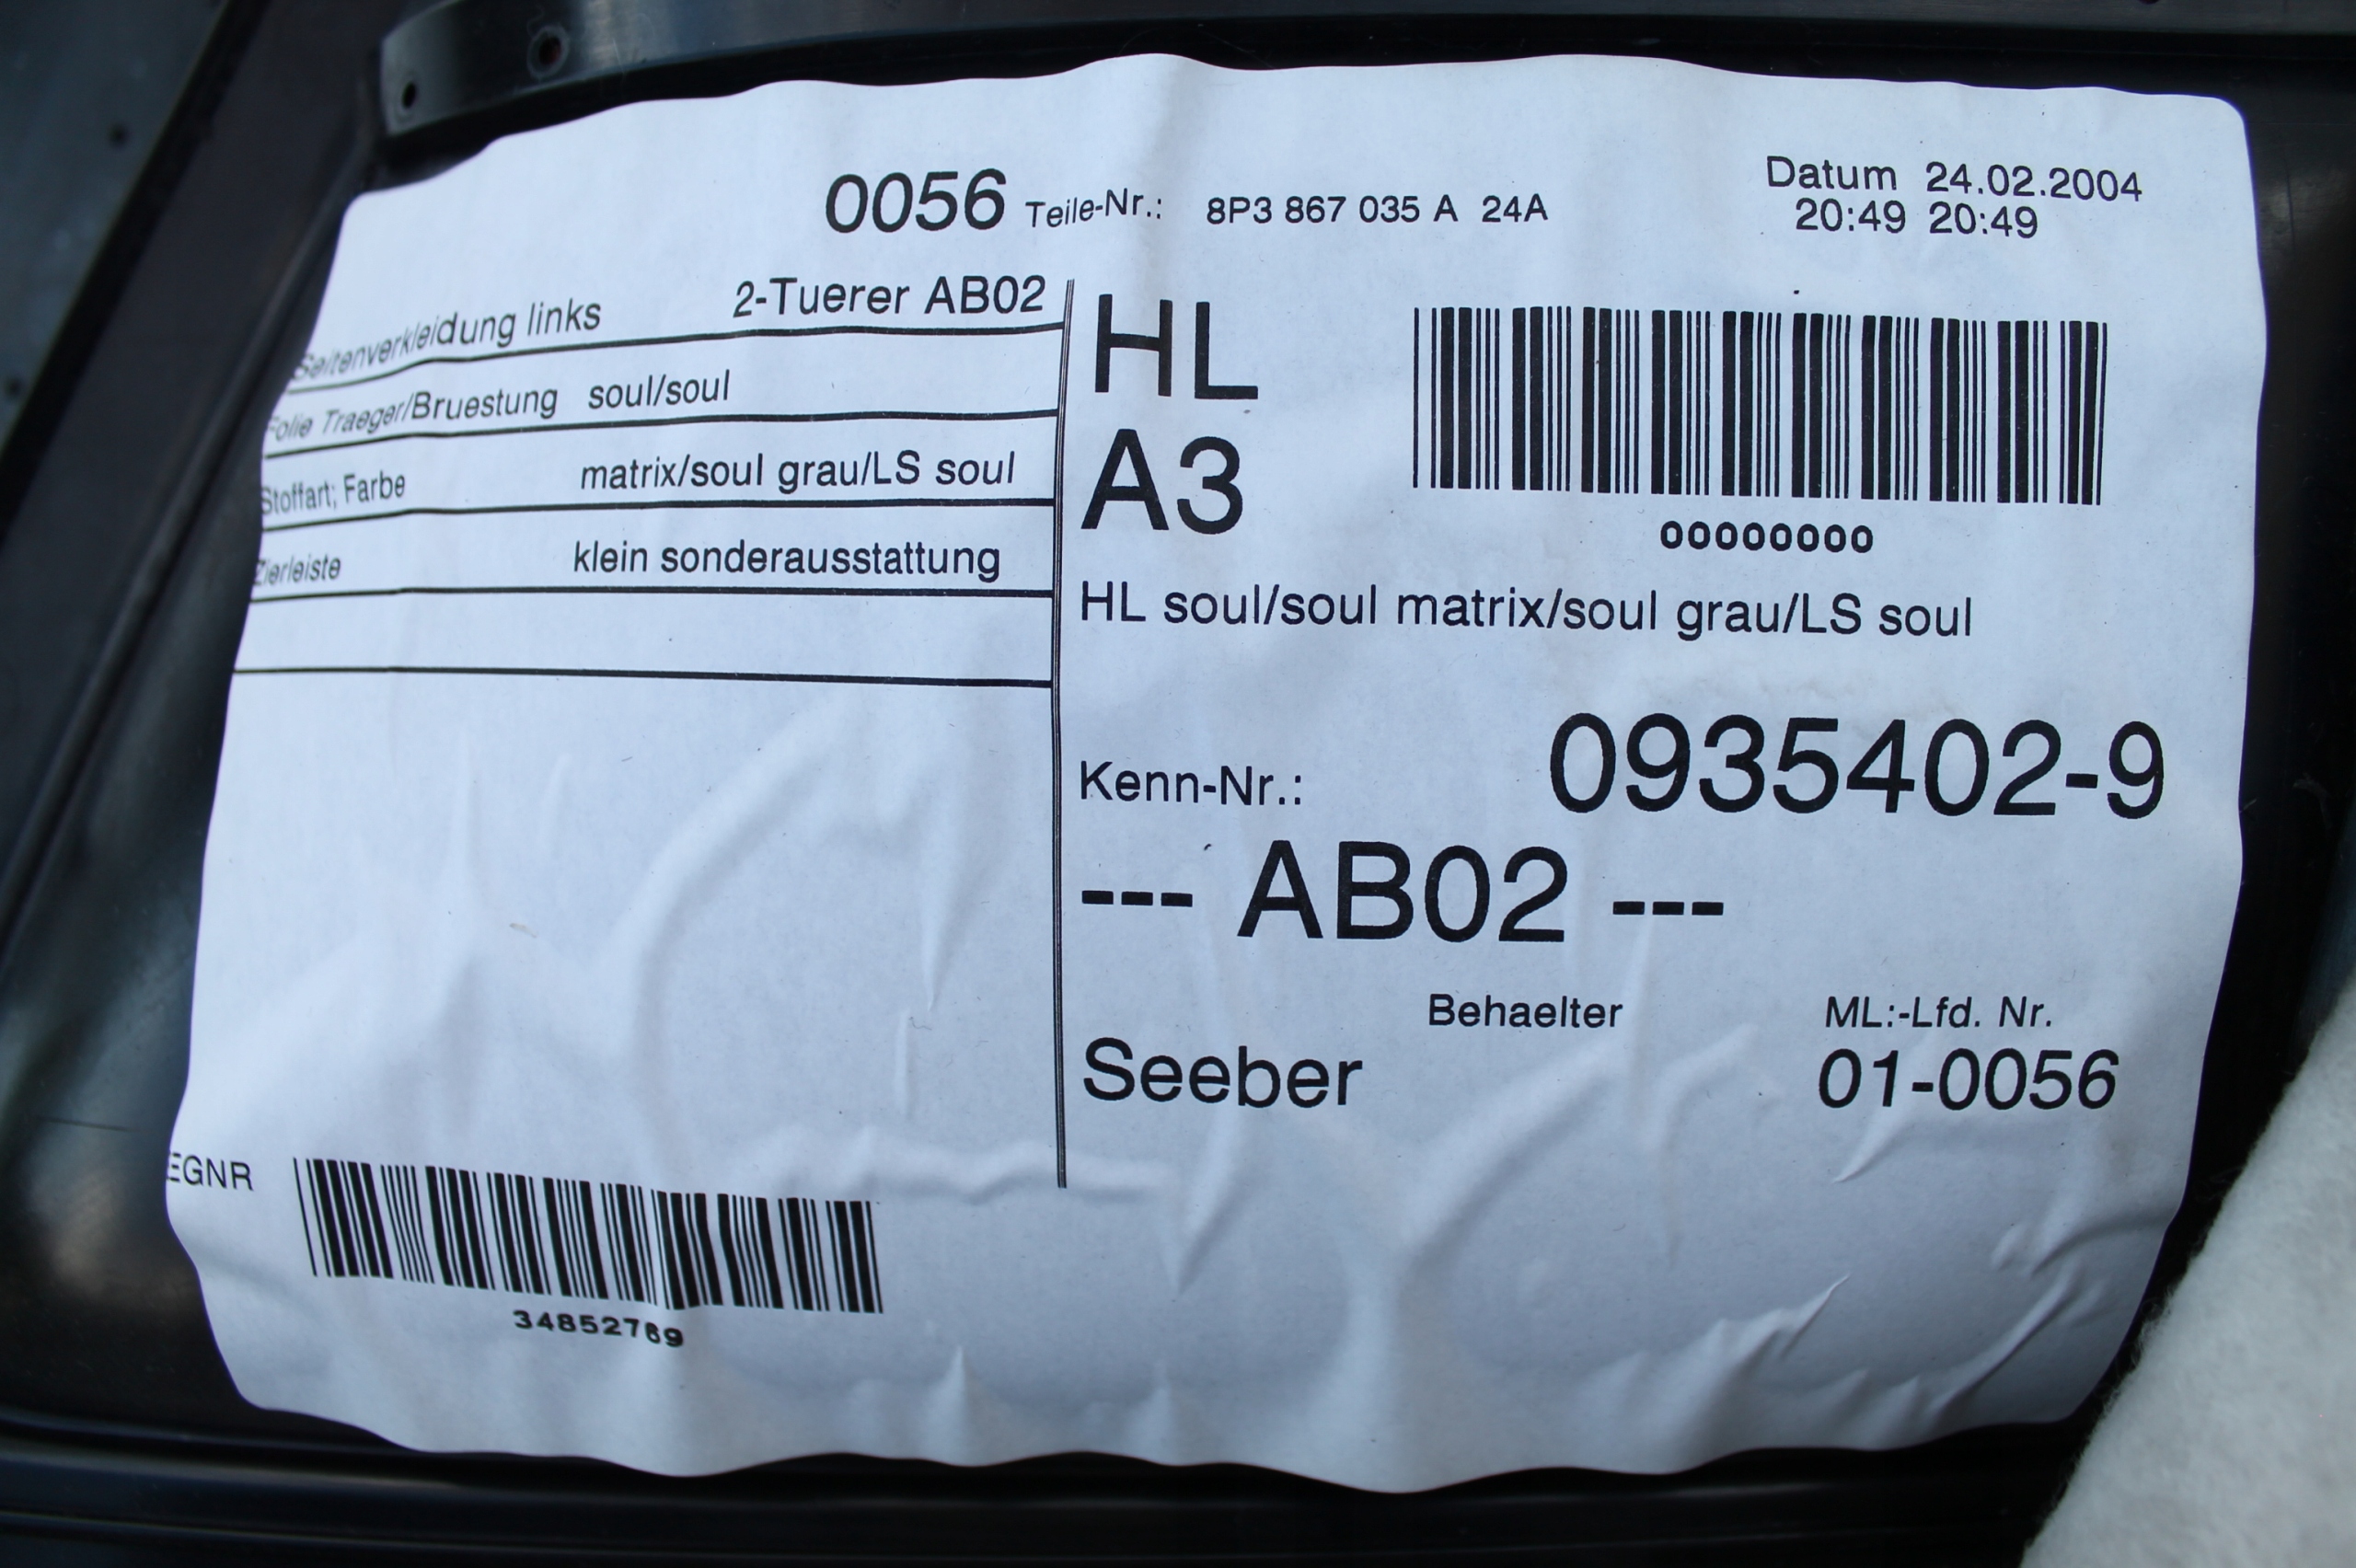 0056 Teile-Nr.: 8P3 867 035 A 24A
Datum 24.02.2004
20:49 20:49
Seitenverkleidung links 2-Tuerer AB02
Folie Traeger/Bruestung soul/soul
Stoffart; Farbe matrix/soul grau/LS soul
Zierleiste klein sonderausstattung
HL
A3
00000000
HL soul/soul matrix/soul grau/LS soul
Kenn-Nr.: 0935402-9
--- AB02 ---
Behaelter ML:-Lfd. Nr.
Seeber 01-0056
EGNR
34852769